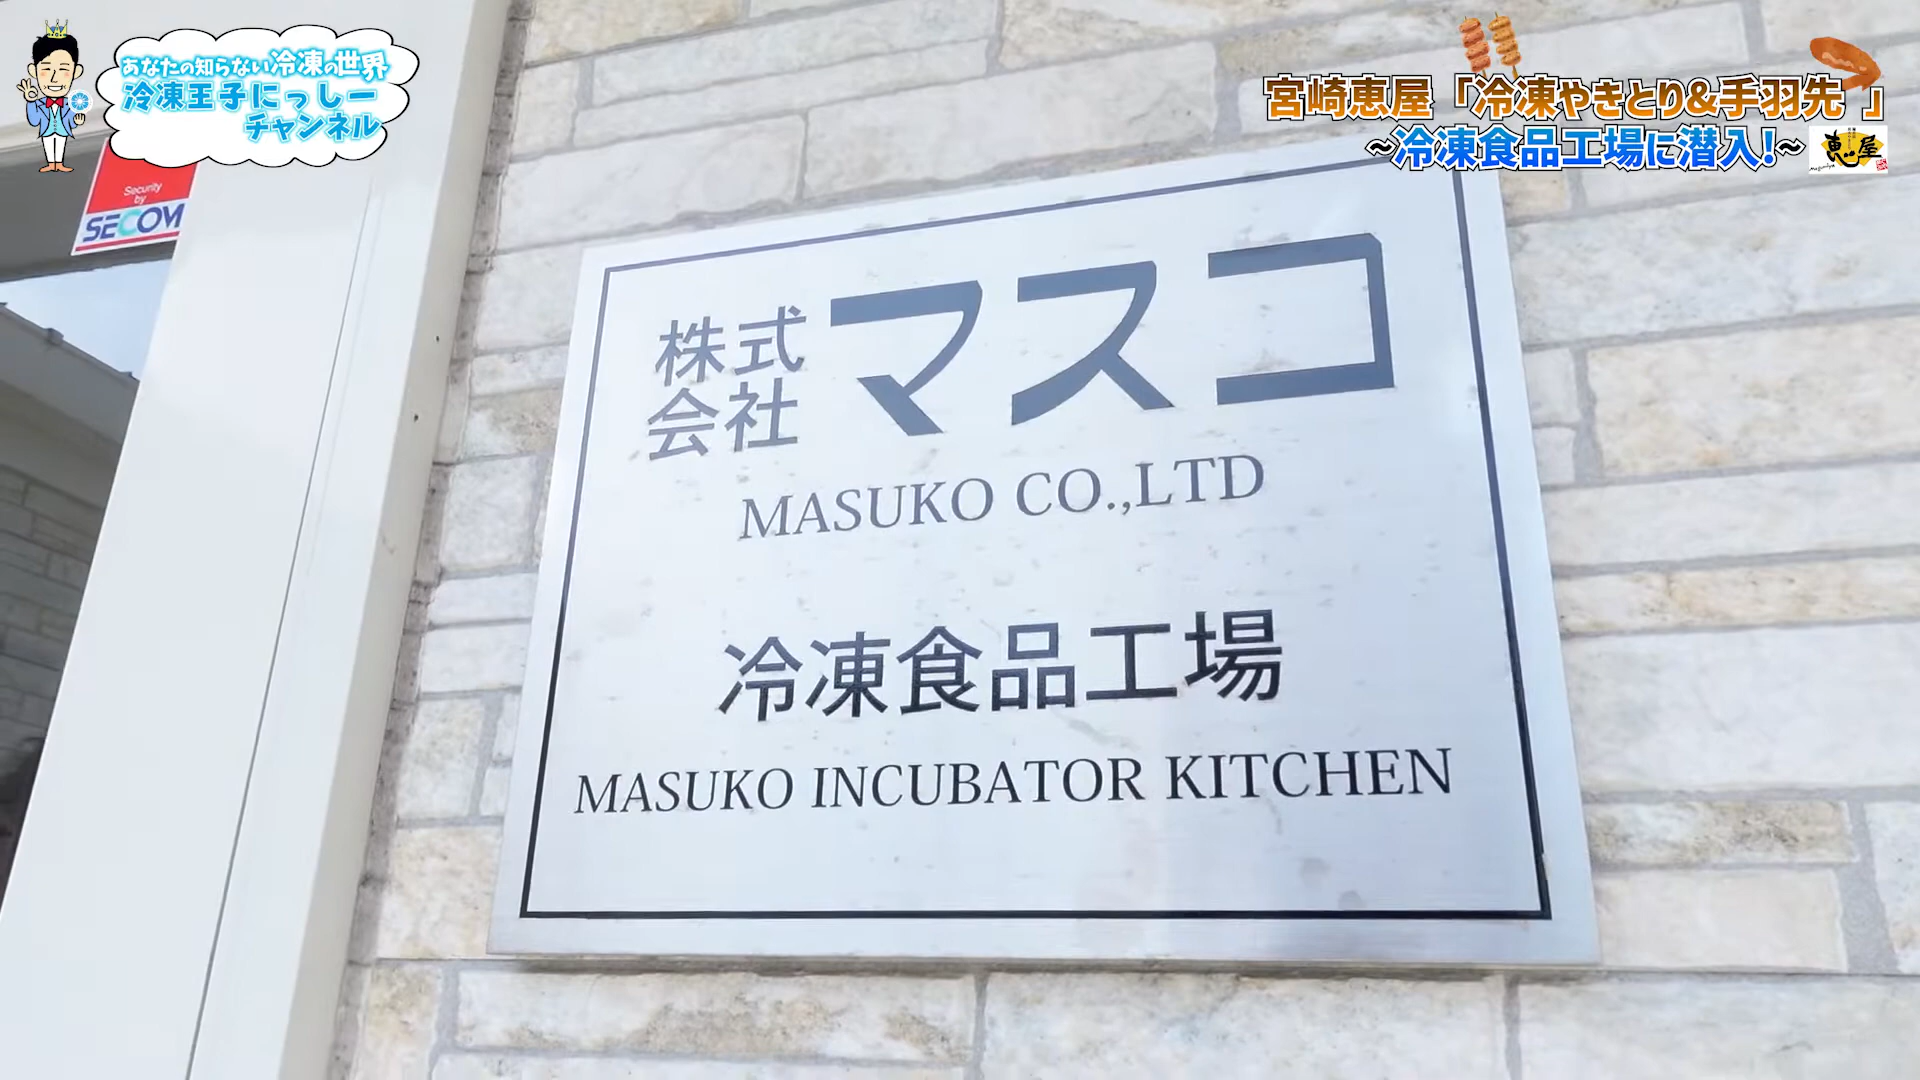 あなたの知らない冷凍の世界
冷凍王子にっしー
チャンネル
宮崎恵屋「冷凍やきとり&手羽先」
~冷凍食品工場に潜入!~
恵屋
Security
by
SECOM
株式
会社
マスコ
MASUKO CO.,LTD
冷凍食品工場
MASUKO INCUBATOR KITCHEN